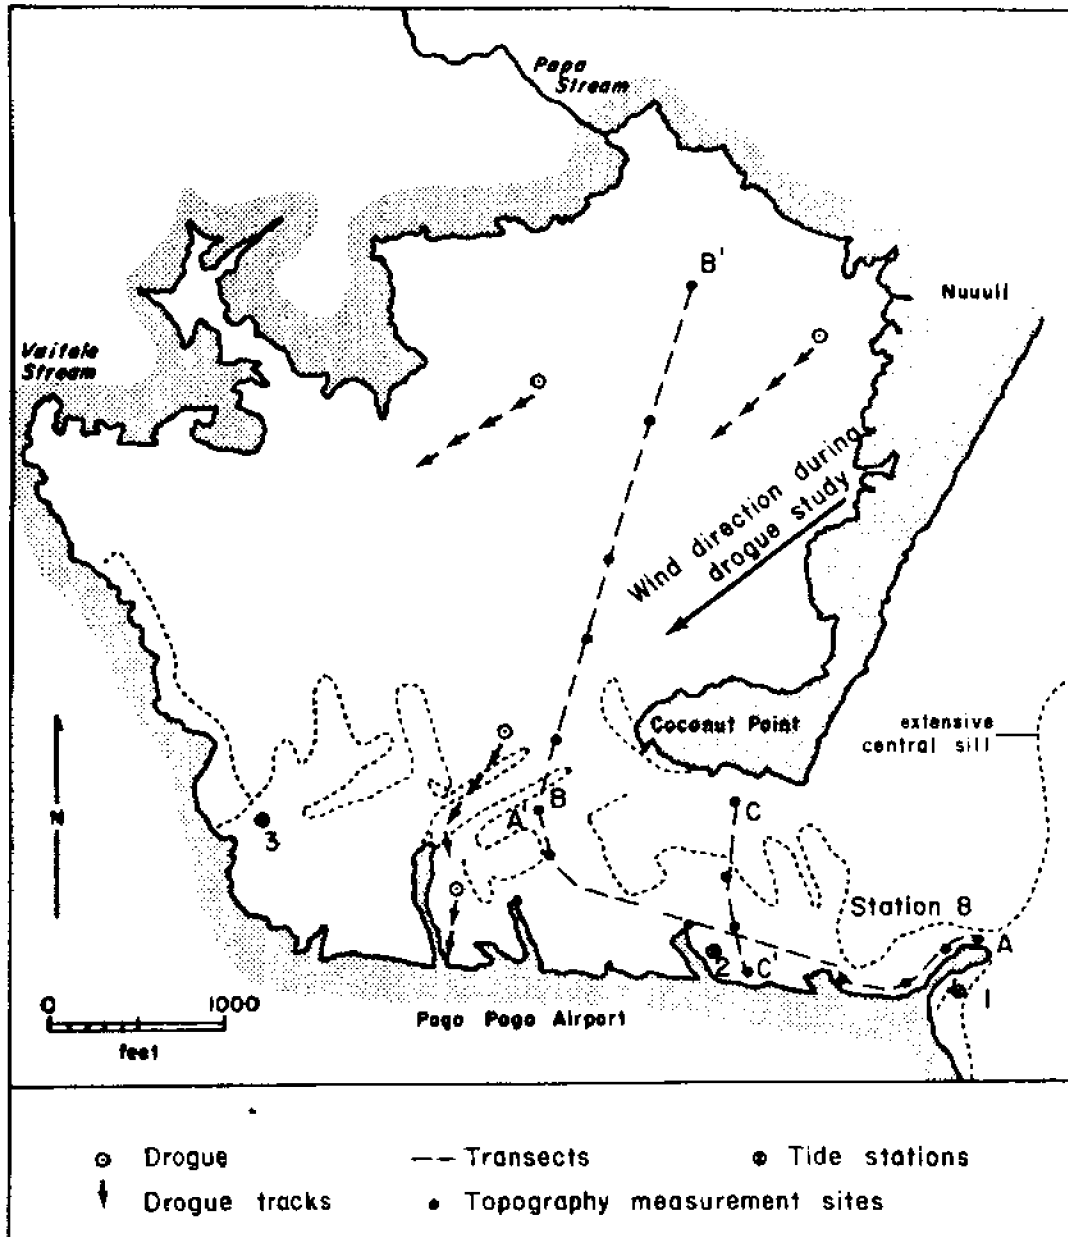 Papa
Stream
B'
Nuuuli
Vaitele
Stream
Wind direction during
drogue study
Coconut Point
extensive
central sill
N
3
A'
B
C
Station 8
A
2
C'
1
0 1000
feet
Pago Pago Airport
Drogue
Transects
Tide stations
Drogue tracks
Topography measurement sites